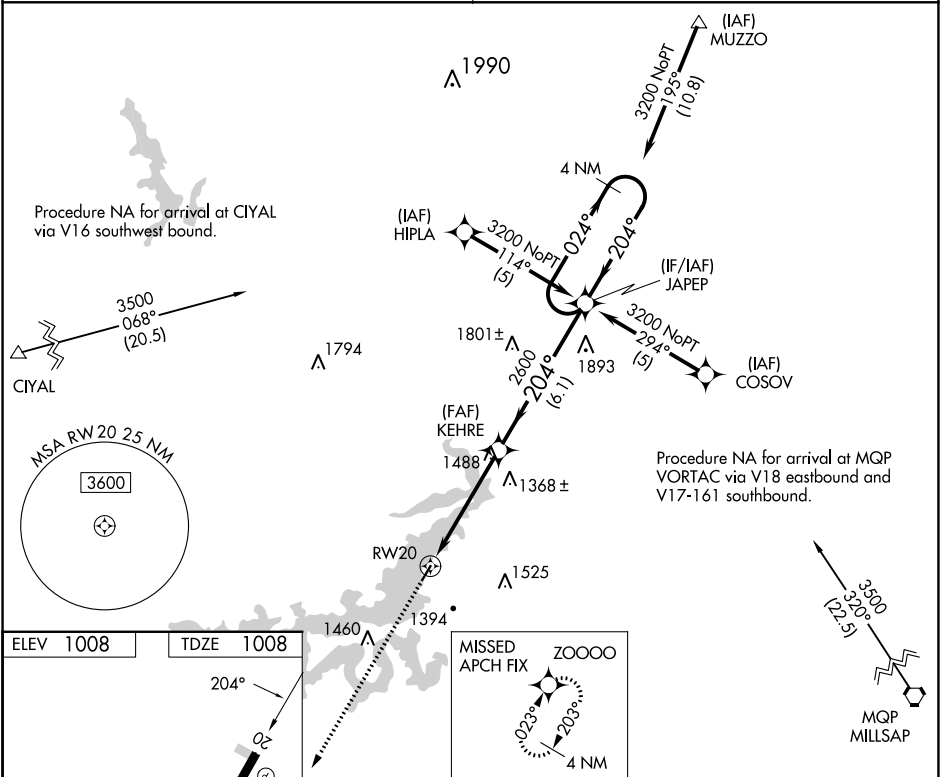 (IAF)
MUZZO
1990
3200 NoPT
195°
(10.8)
4 NM
Procedure NA for arrival at CIYAL
via V16 southwest bound.
(IAF)
HIPLA
3200 NoPT
114°
(5)
024°
204°
(IF/IAF)
JAPEP
3500
068°
(20.5)
CIYAL
1794
1801±
1893
3200 NoPT
294°
(5)
(IAF)
COSOV
2600
204°
(6.1)
(FAF)
KEHRE
1488
1368±
MSA RW20 25 NM
3600
Procedure NA for arrival at MQP
VORTAC via V18 eastbound and
V17-161 southbound.
RW20
1525
1394
1460
3500
320°
(22.5)
MQP
MILLSAP
ELEV 1008
TDZE 1008
204°
20
MISSED
APCH FIX
ZOOOO
023°
203°
4 NM